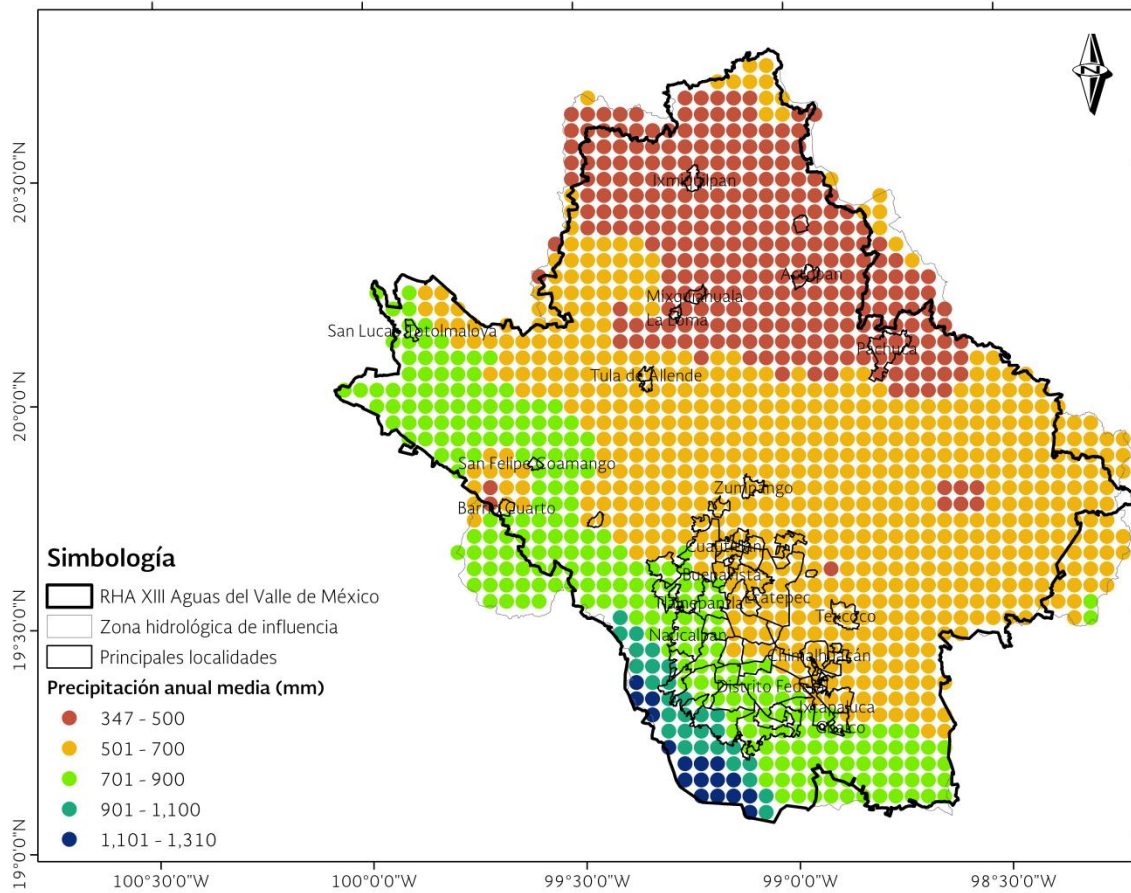 N
20°30'0"N
20°0'0"N
19°30'0"N
19°0'0"N
Ixmiquilpan
Actopan
Mixquiahuala
La Loma
San Lucas Totolmaloya
Pachuca
Tula de Allende
San Felipe Coamango
Zumpango
Barrio Cuarto
Cuautitlán
Buenavista
Ecatepec
Tlalnepantla
Texcoco
Naucalpan
Chimalhuacán
Distrito Federal
Ixtapaluca
Chalco
Simbología
RHA XIII Aguas del Valle de México
Zona hidrológica de influencia
Principales localidades
Precipitación anual media (mm)
347 - 500
501 - 700
701 - 900
901 - 1,100
1,101 - 1,310
100°30'0"W
100°0'0"W
99°30'0"W
99°0'0"W
98°30'0"W